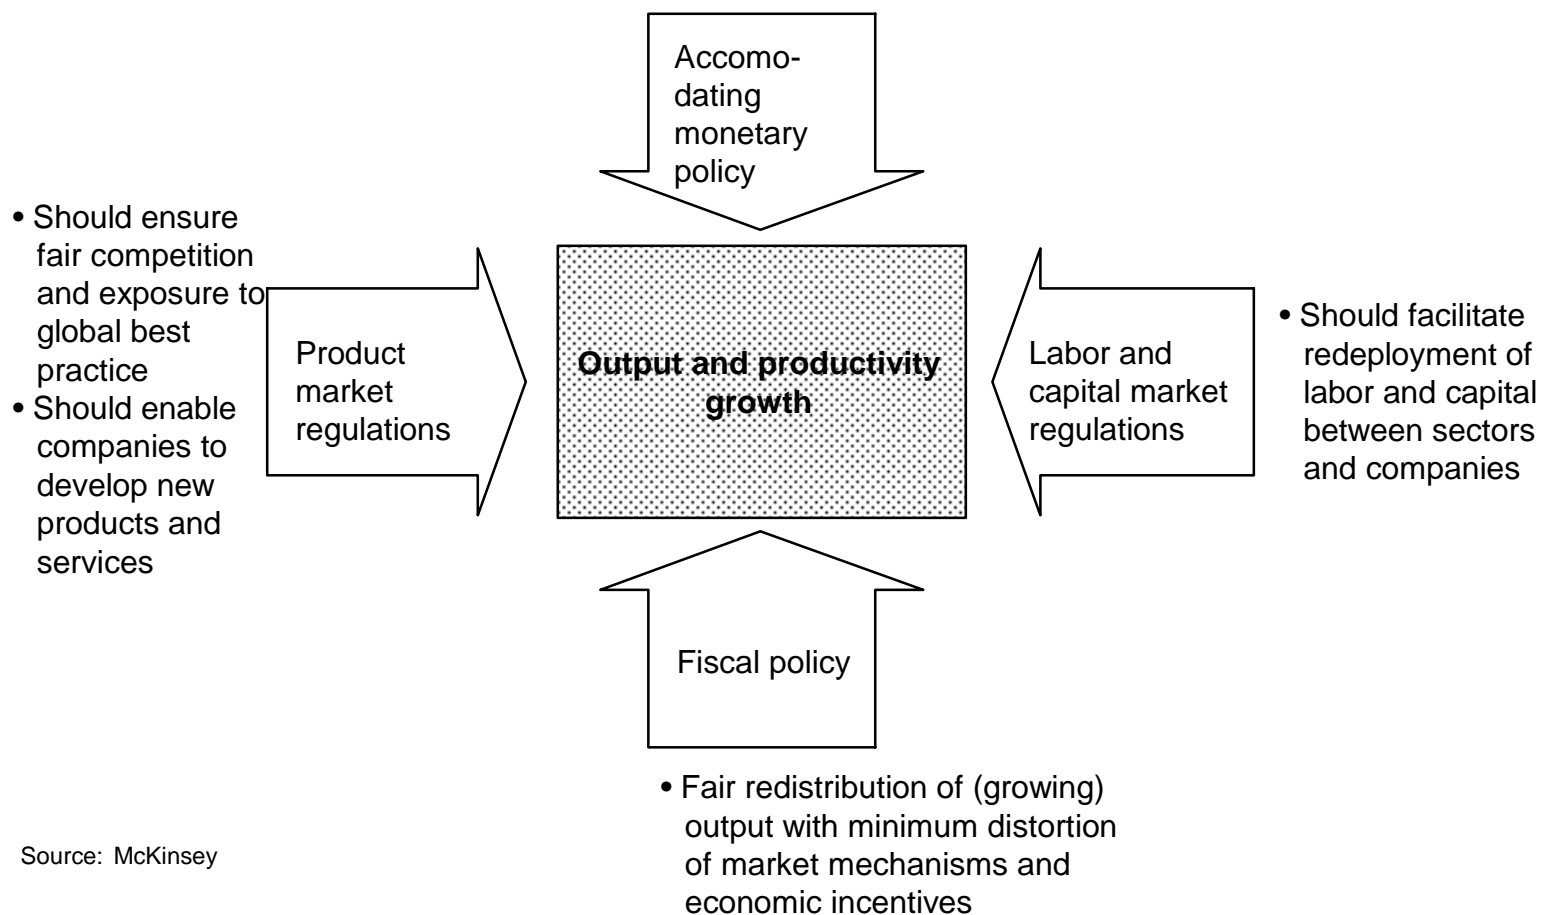 Accomo-
dating
monetary
policy
• Should ensure
fair competition
and exposure to
global best
practice
• Should enable
companies to
develop new
products and
services
Product
market
regulations
Output and productivity
growth
Labor and
capital market
regulations
• Should facilitate
redeployment of
labor and capital
between sectors
and companies
Fiscal policy
• Fair redistribution of (growing)
output with minimum distortion
of market mechanisms and
economic incentives
Source: McKinsey